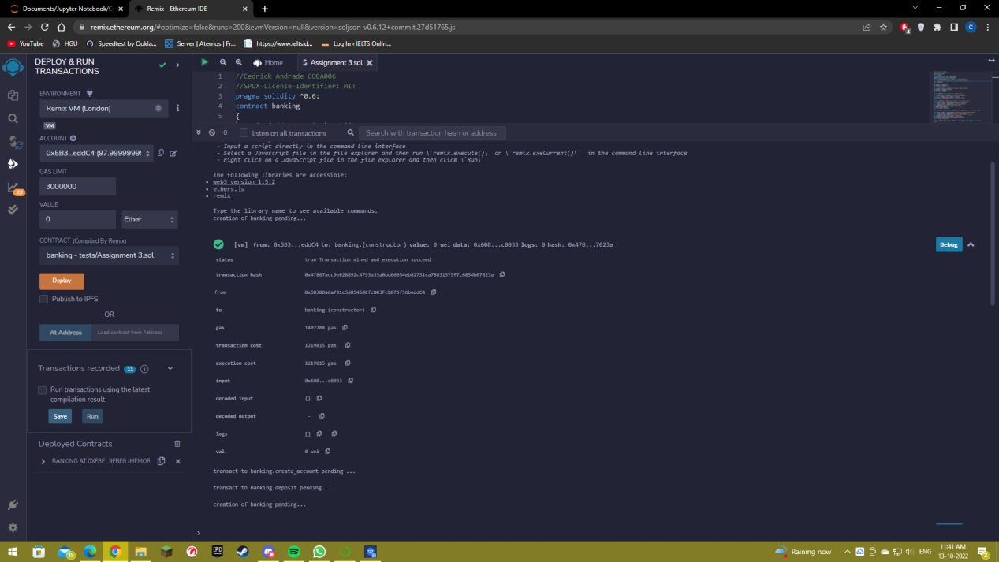 Documents/Jupyter Notebook/C
Remix - Ethereum IDE
remix.ethereum.org/#optimize=false&runs=200&evmVersion=null&version=soljson-v0.6.12+commit.27d51765.js
YouTube
HGU
Speedtest by Ookla...
Server | Aternos | Fr...
https://www.ieltsid...
Log In ‹ IELTS Onlin...
DEPLOY & RUN
TRANSACTIONS
ENVIRONMENT
Remix VM (London)
VM
ACCOUNT
0x5B3...eddC4 (97.9999999
GAS LIMIT
3000000
VALUE
0
Ether
CONTRACT (Compiled By Remix)
banking - tests/Assignment 3.sol
Deploy
Publish to IPFS
OR
At Address
Load contract from Address
Transactions recorded 11
Run transactions using the latest
compilation result
Save
Run
Deployed Contracts
BANKING AT 0XF8E...9FBE8 (MEMOR
19
Home
Assignment 3.sol
1 //Cedrick Andrade COBA006
2 //SPDX-License-Identifier: MIT
3 pragma solidity ^0.6;
4 contract banking
5 {
0
listen on all transactions
Search with transaction hash or address
- Input a script directly in the command line interface
- Select a Javascript file in the file explorer and then run \`remix.execute()\` or \`remix.exeCurrent()\` in the command line interface
- Right click on a JavaScript file in the file explorer and then click \`Run\`
The following libraries are accessible:
• web3 version 1.5.2
• ethers.js
• remix
Type the library name to see available commands.
creation of banking pending...
[vm] from: 0x5B3...eddC4 to: banking.(constructor) value: 0 wei data: 0x608...c0033 logs: 0 hash: 0x478...7623a
Debug
status true Transaction mined and execution succeed
transaction hash 0x47867acc9e828892c4793a33a0bd06654eb82731ca78831379f7c685db07623a
from 0x5B38Da6a701c568545dCfcB03FcB875f56beddC4
to banking.(constructor)
gas 1402788 gas
transaction cost 1219815 gas
execution cost 1219815 gas
input 0x608...c0033
decoded input {}
decoded output -
logs []
val 0 wei
transact to banking.create_account pending ...
transact to banking.deposit pending ...
creation of banking pending...
>
15
EPIC
Raining now
ENG
11:41 AM
13-10-2022
2